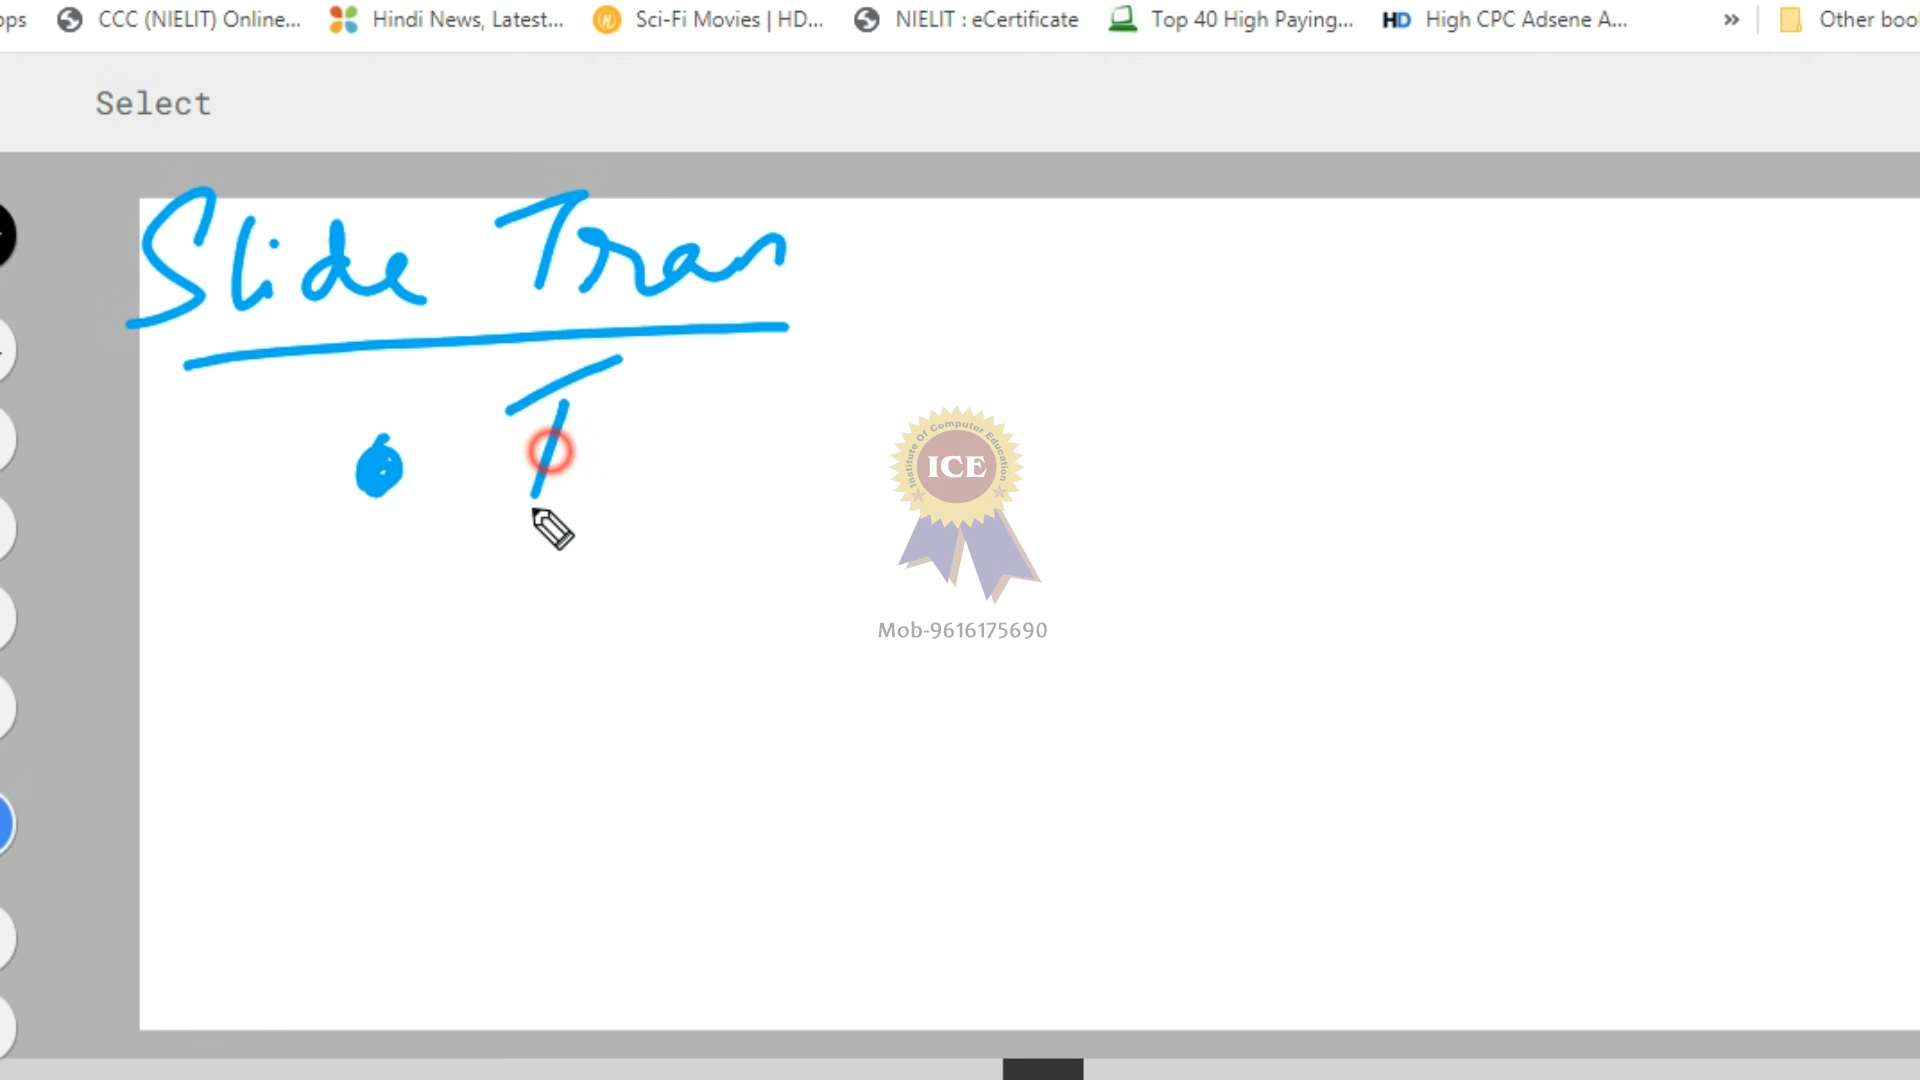 ops CCC (NIELIT) Online... Hindi News, Latest... Sci-Fi Movies | HD... NIELIT : eCertificate Top 40 High Paying... HD High CPC Adsene A... » Other boo
Select
Slide Tran
T
Institute Of Computer Education
ICE
Mob-9616175690